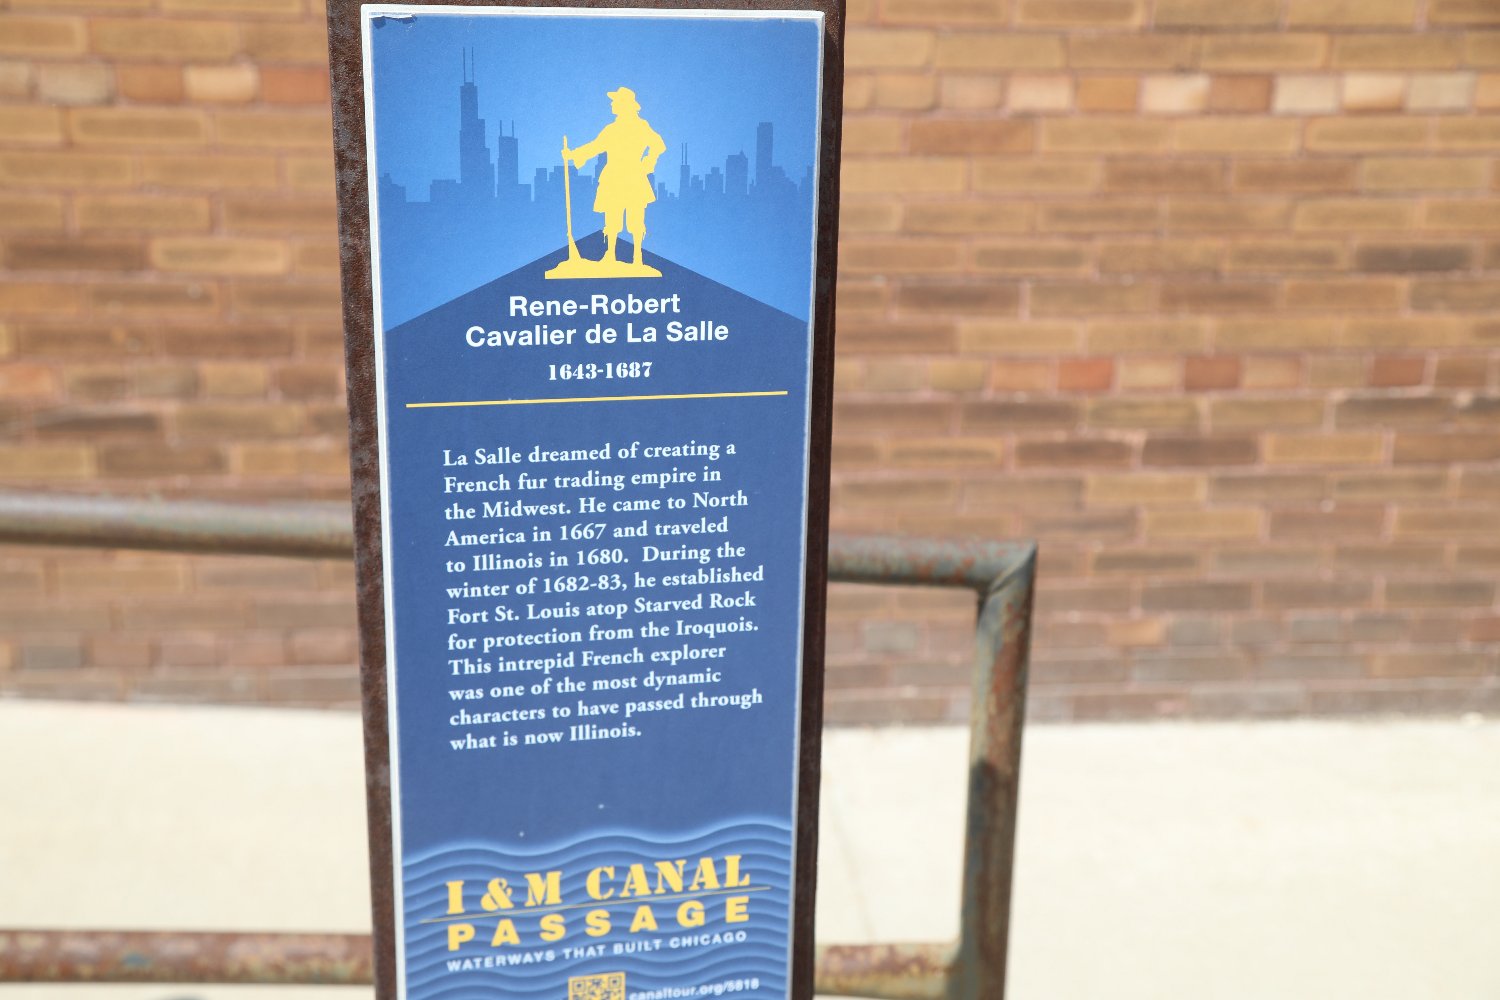 Rene-Robert
Cavalier de La Salle
1643-1687
La Salle dreamed of creating a
French fur trading empire in
the Midwest. He came to North
America in 1667 and traveled
to Illinois in 1680. During the
winter of 1682-83, he established
Fort St. Louis atop Starved Rock
for protection from the Iroquois.
This intrepid French explorer
was one of the most dynamic
characters to have passed through
what is now Illinois.
I & M CANAL
PASSAGE
WATERWAYS THAT BUILT CHICAGO
canaltour.org/5818